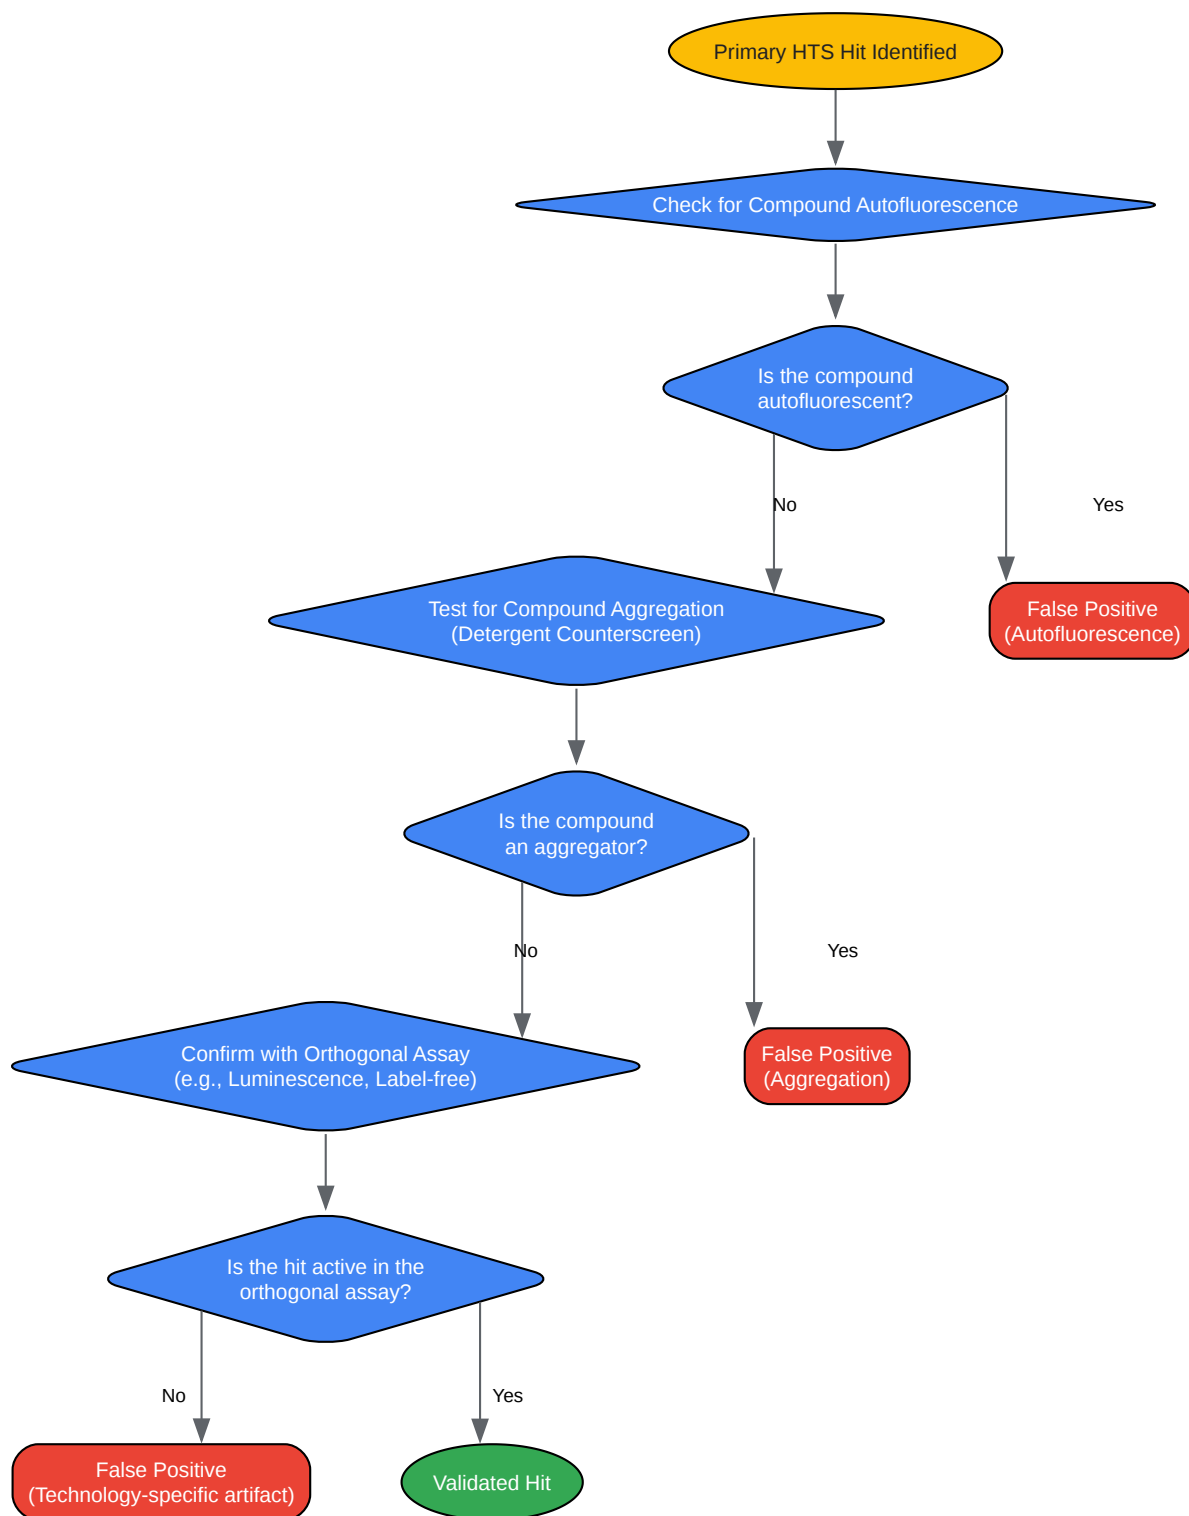 Primary HTS Hit Identified
Check for Compound Autofluorescence
Is the compound
autofluorescent?
No
Yes
Test for Compound Aggregation
(Detergent Counterscreen)
False Positive
(Autofluorescence)
Is the compound
an aggregator?
No
Yes
Confirm with Orthogonal Assay
(e.g., Luminescence, Label-free)
False Positive
(Aggregation)
Is the hit active in the
orthogonal assay?
No
Yes
False Positive
(Technology-specific artifact)
Validated Hit